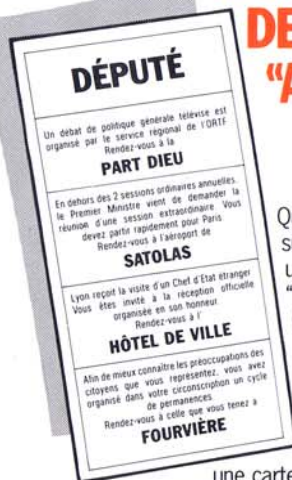 DE
"A
DÉPUTÉ
Un débat de politique générale télévise est
organisé par le service régional de l'ORTF
Rendez-vous à la
PART DIEU
En dehors des 2 sessions ordinaires annuelles,
le Premier Ministre vient de demander la
réunion d'une session extraordinaire. Vous
devez partir rapidement pour Paris
Rendez-vous à l'aéroport de
SATOLAS
Lyon reçoit la visite d'un Chef d'Etat étranger
Vous êtes invité à la réception officielle
organisée en son honneur.
Rendez-vous à l'
HÔTEL DE VILLE
Afin de mieux connaître les préoccupations des
citoyens que vous représentez, vous avez
organisé dans votre circonscription un cycle
de permanences.
Rendez-vous à celle que vous tenez a
FOURVIÈRE
Q
s
u
"
une carte